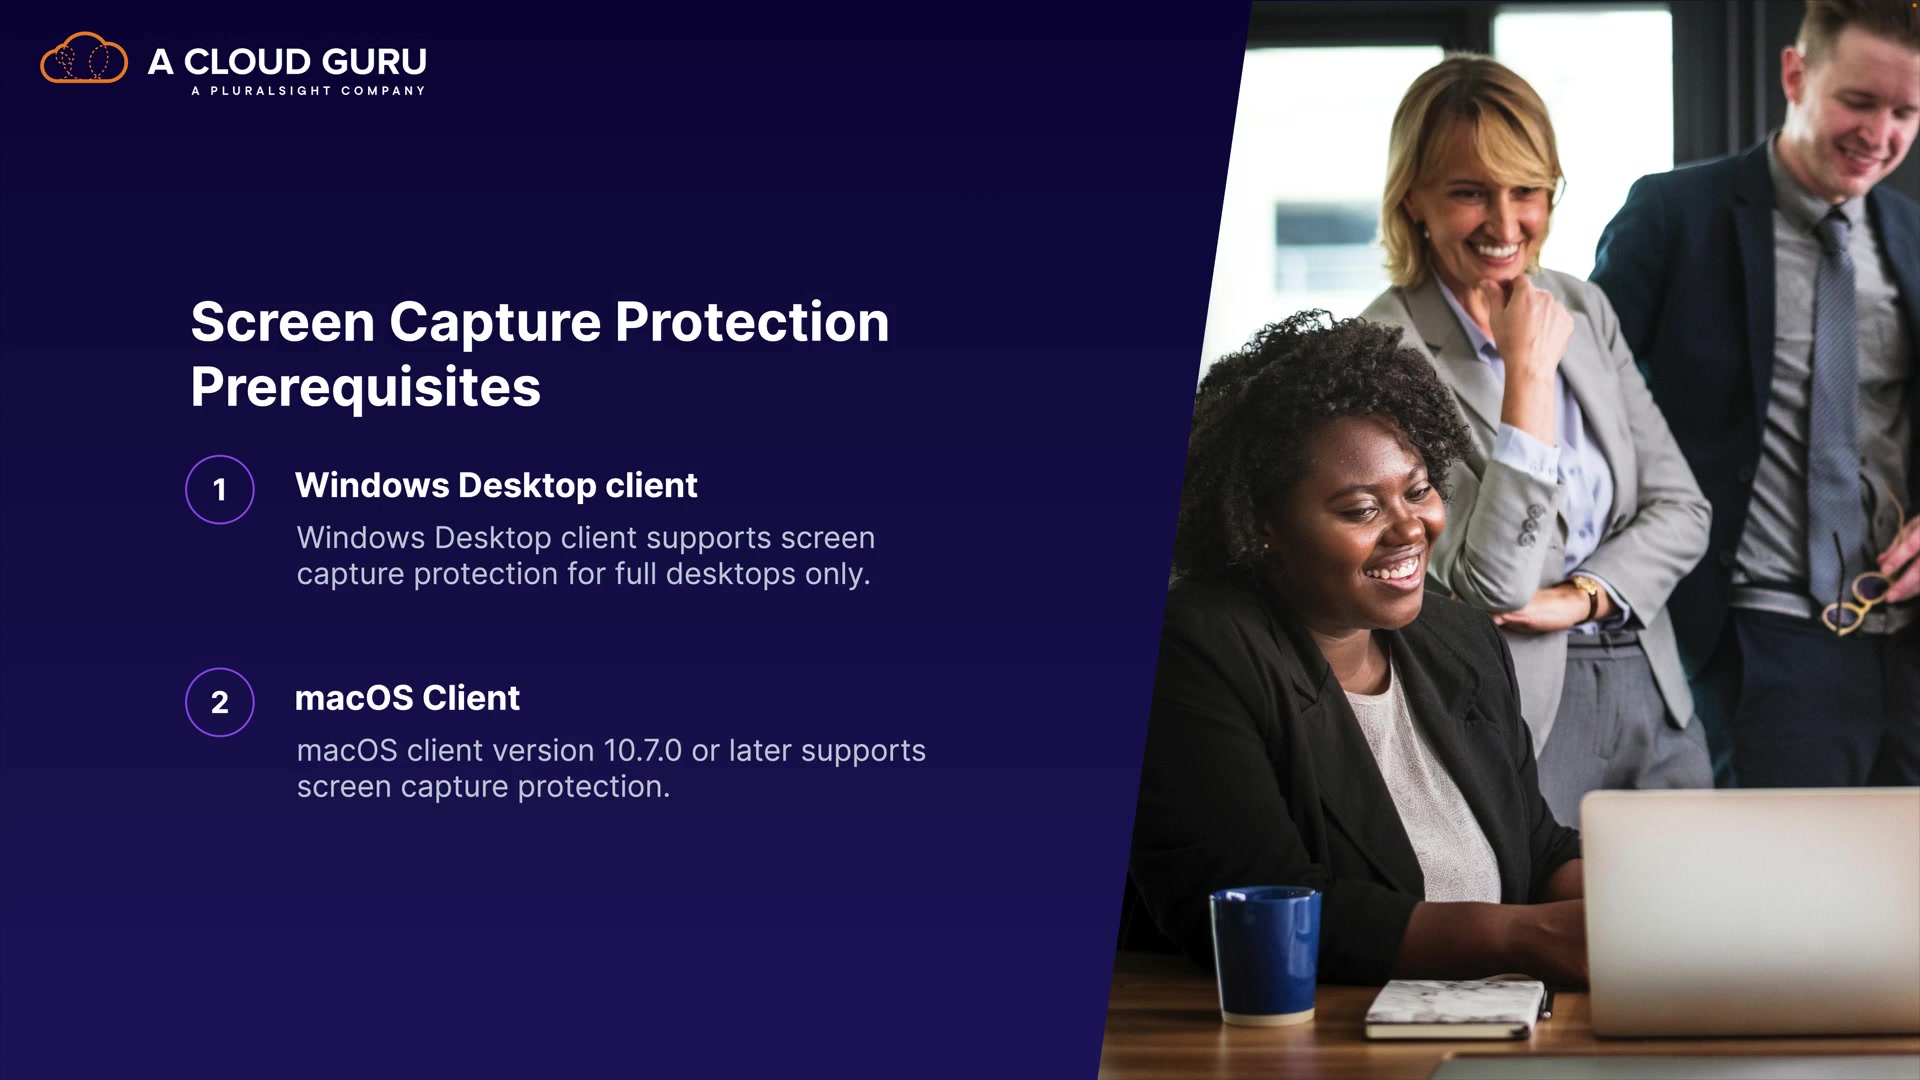 A CLOUD GURU
A PLURALSIGHT COMPANY
Screen Capture Protection
Prerequisites
1
Windows Desktop client
Windows Desktop client supports screen
capture protection for full desktops only.
2
macOS Client
macOS client version 10.7.0 or later supports
screen capture protection.